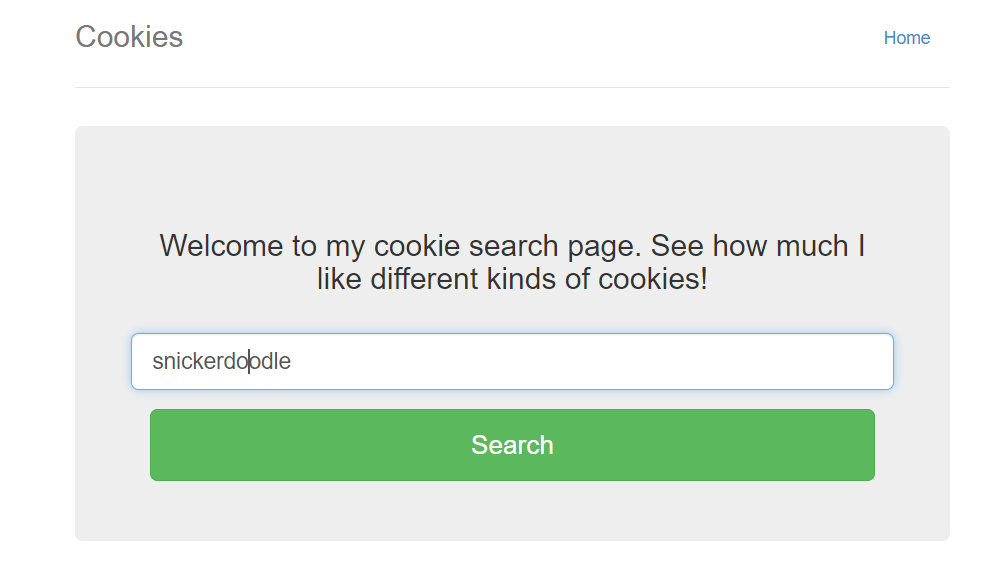 Cookies
Home
Welcome to my cookie search page. See how much I
like different kinds of cookies!
snickerdoodle
Search